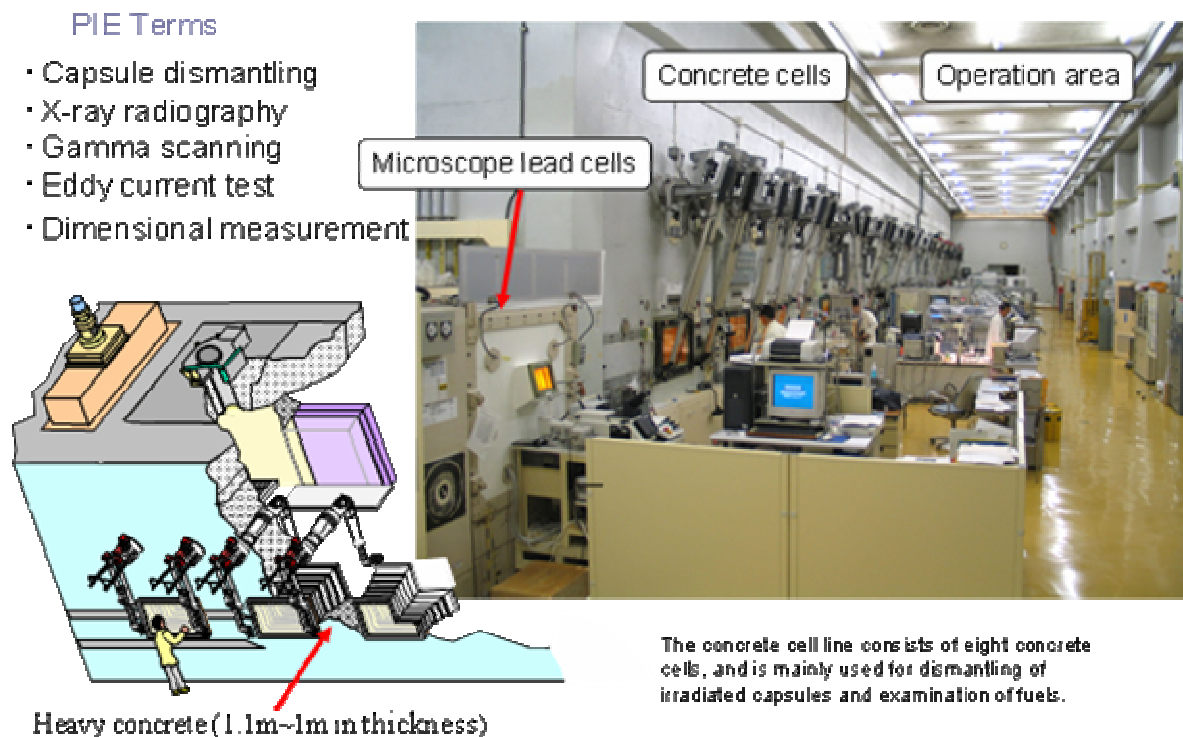 PIE Terms
・Capsule dismantling
・X-ray radiography
・Gamma scanning
・Eddy current test
・Dimensional measurement
Concrete cells
Operation area
Microscope lead cells
The concrete cell line consists of eight concrete
cells, and is mainly used for dismantling of
irradiated capsules and examination of fuels.
Heavy concrete (1.1m~1m in thickness)